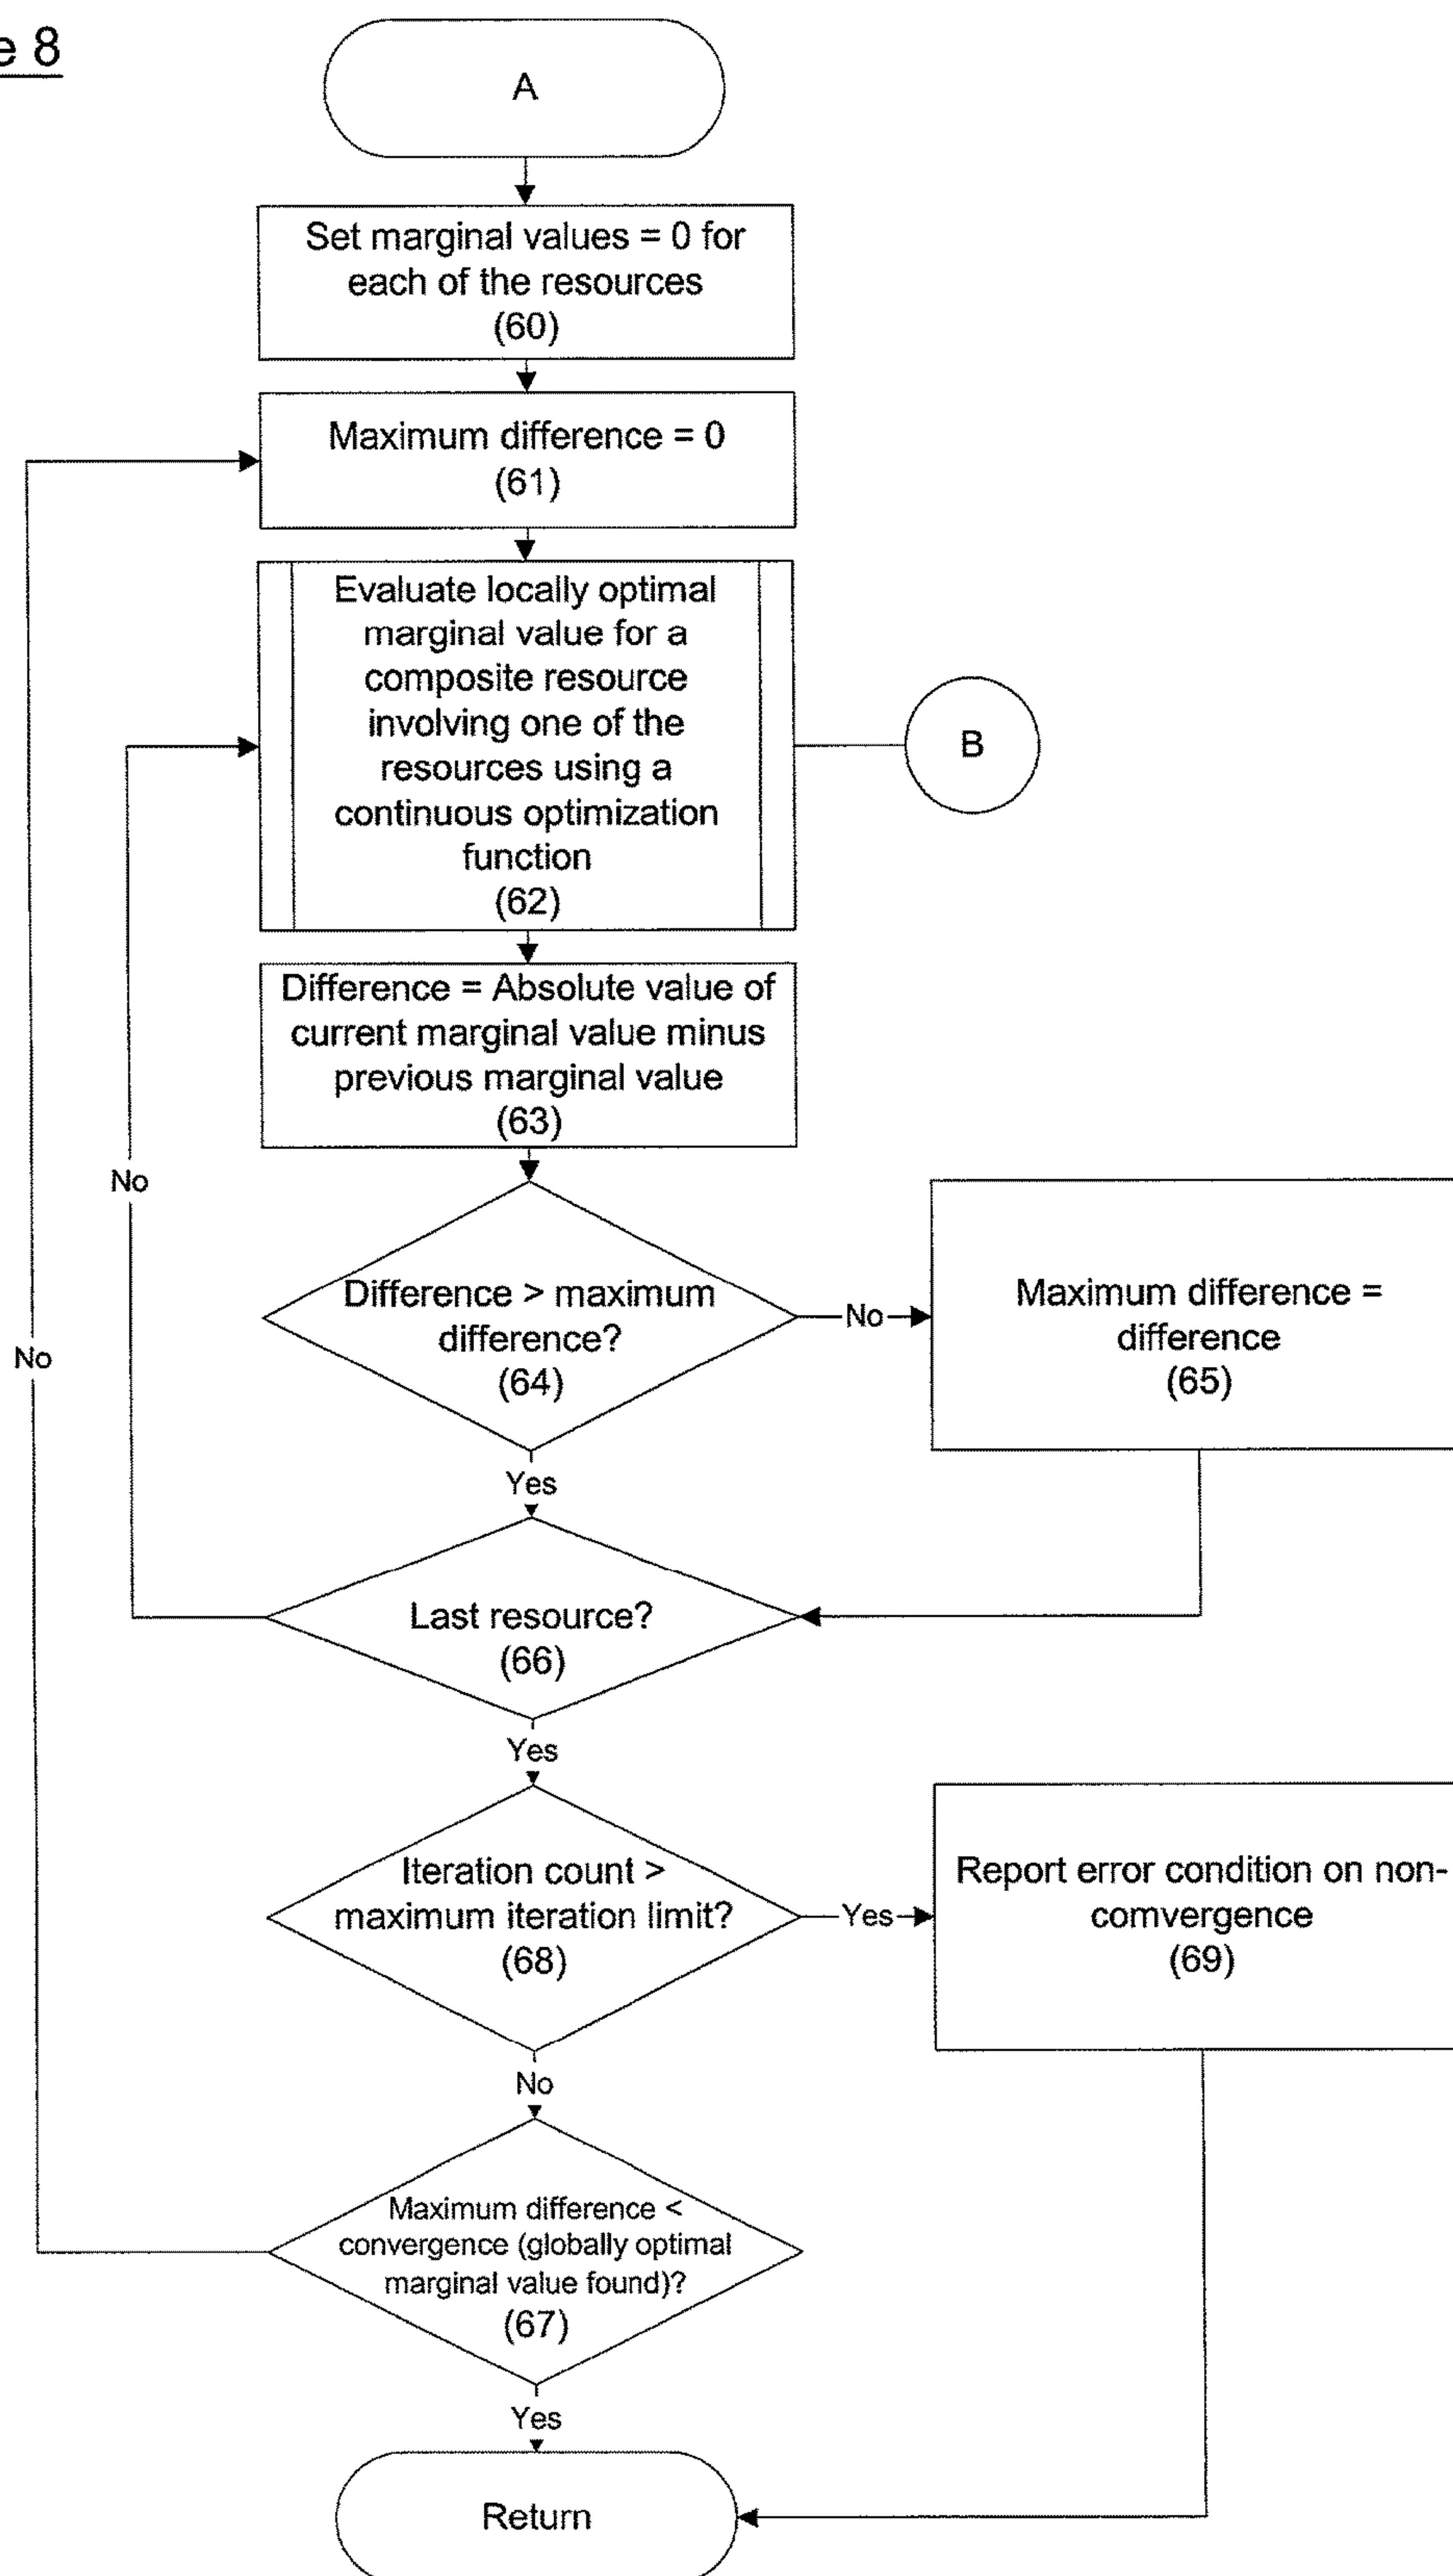 e 8
A
Set marginal values = 0 for
each of the resources
(60)
Maximum difference = 0
(61)
Evaluate locally optimal
marginal value for a
composite resource
involving one of the
resources using a
continuous optimization
function
(62)
B
Difference = Absolute value of
current marginal value minus
previous marginal value
(63)
No
Difference > maximum
difference?
(64)
No
Maximum difference =
difference
(65)
No
Yes
Last resource?
(66)
Yes
Iteration count >
maximum iteration limit?
(68)
Yes
Report error condition on non-
comvergence
(69)
No
Maximum difference <
convergence (globally optimal
marginal value found)?
(67)
Yes
Return